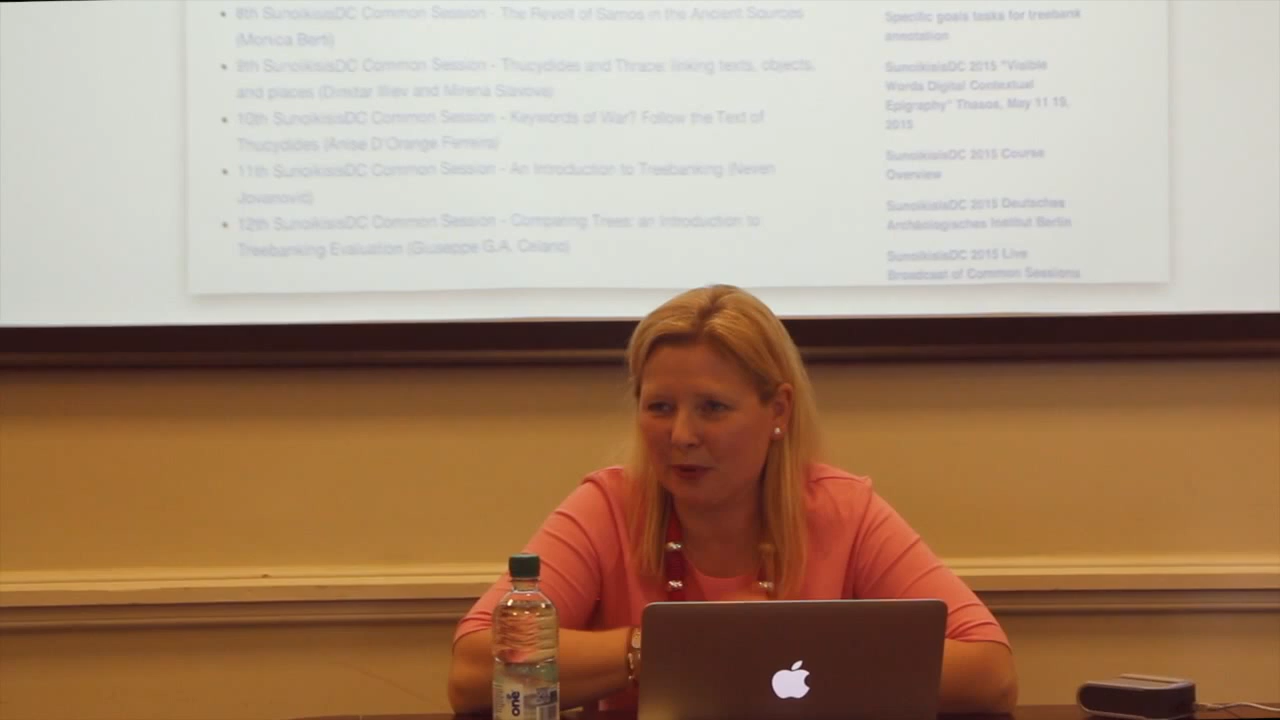 8th SunoikisisDC Common Session - The Revolt of Samos in the Ancient Sources
(Monica Berti)
9th SunoikisisDC Common Session - Thucydides and Thrace: linking texts, objects,
and places (Dimitar Iliev and Mirena Slavova)
10th SunoikisisDC Common Session - Keywords of War? Follow the Text of
Thucydides (Anise D'Orange Ferreira)
11th SunoikisisDC Common Session - An Introduction to Treebanking (Neven
Jovanović)
12th SunoikisisDC Common Session - Comparing Trees: an Introduction to
Treebanking Evaluation (Giuseppe G.A. Celano)
Specific goals tasks for treebank
annotation
SunoikisisDC 2015 "Visible
Words Digital Contextual
Epigraphy" Thasos, May 11 19,
2015
SunoikisisDC 2015 Course
Overview
SunoikisisDC 2015 Deutsches
Archäologisches Institut Berlin
SunoikisisDC 2015 Live
Broadcast of Common Sessions
one